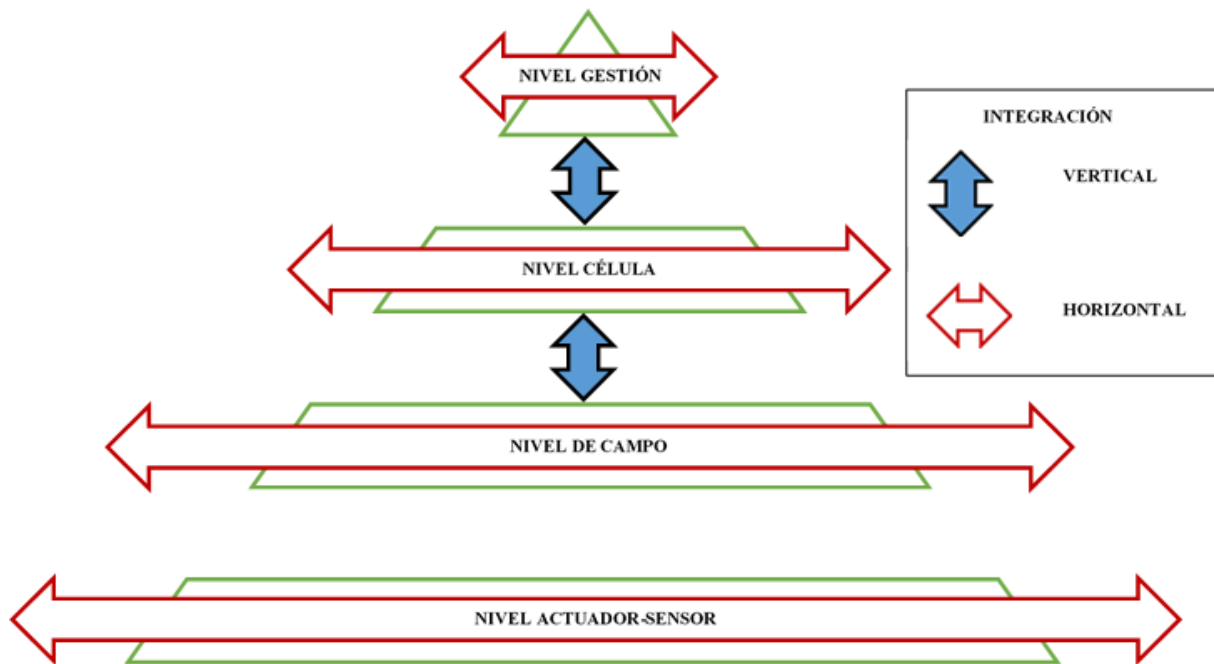 NIVEL GESTIÓN
INTEGRACIÓN
VERTICAL
NIVEL CÉLULA
HORIZONTAL
NIVEL DE CAMPO
NIVEL ACTUADOR-SENSOR